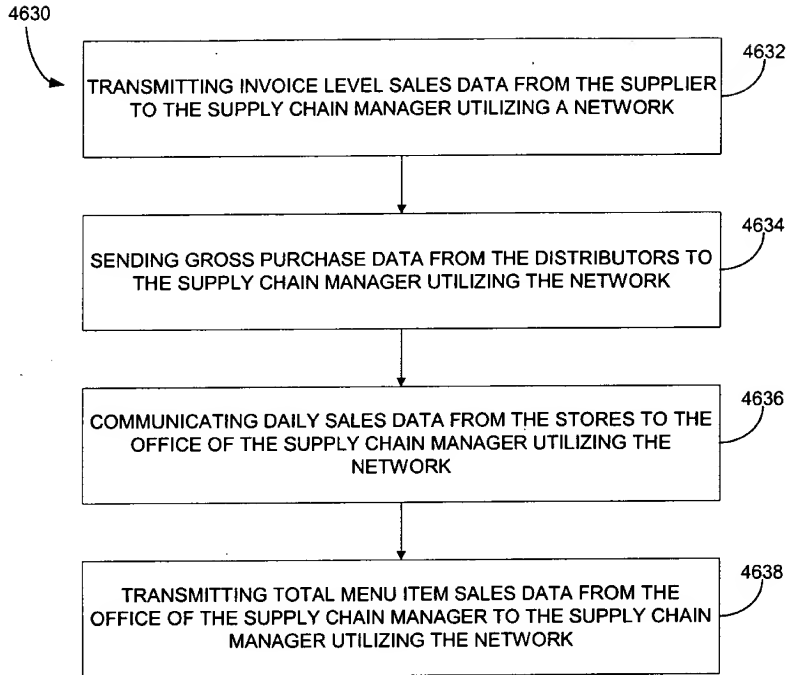 4630
4632
TRANSMITTING INVOICE LEVEL SALES DATA FROM THE SUPPLIER
TO THE SUPPLY CHAIN MANAGER UTILIZING A NETWORK
4634
SENDING GROSS PURCHASE DATA FROM THE DISTRIBUTORS TO
THE SUPPLY CHAIN MANAGER UTILIZING THE NETWORK
4636
COMMUNICATING DAILY SALES DATA FROM THE STORES TO THE
OFFICE OF THE SUPPLY CHAIN MANAGER UTILIZING THE
NETWORK
4638
TRANSMITTING TOTAL MENU ITEM SALES DATA FROM THE
OFFICE OF THE SUPPLY CHAIN MANAGER TO THE SUPPLY CHAIN
MANAGER UTILIZING THE NETWORK